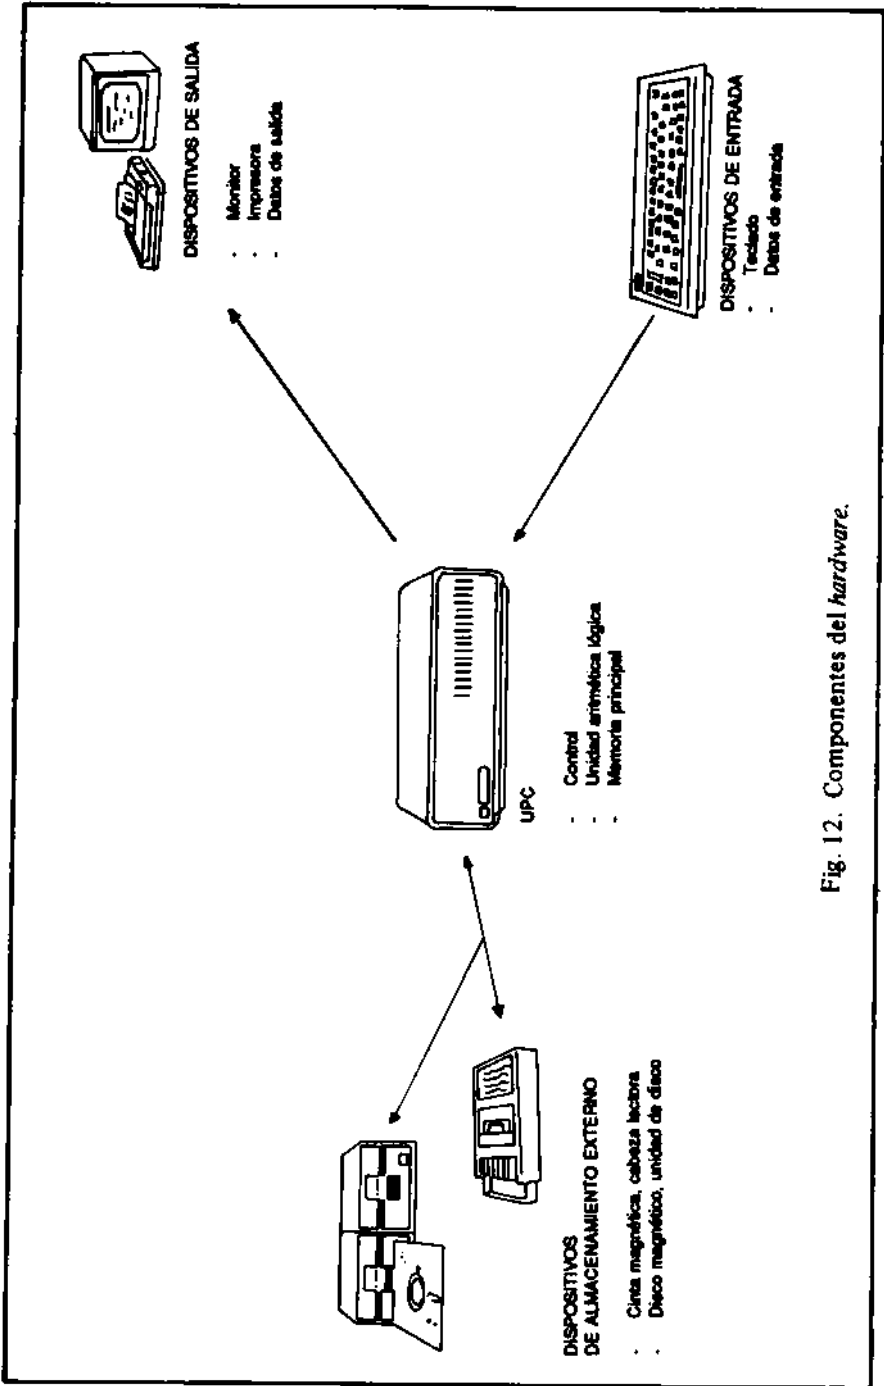 DISPOSITIVOS
DE ALMACENAMIENTO EXTERNO
- Cinta magnética, cabeza lectora
- Disco magnético, unidad de disco
UPC
- Control
- Unidad aritmética lógica
- Memoria principal
DISPOSITIVOS DE SALIDA
- Monitor
- Impresora
- Datos de salida
DISPOSITIVOS DE ENTRADA
- Teclado
- Datos de entrada
Fig. 12. Componentes del hardware.